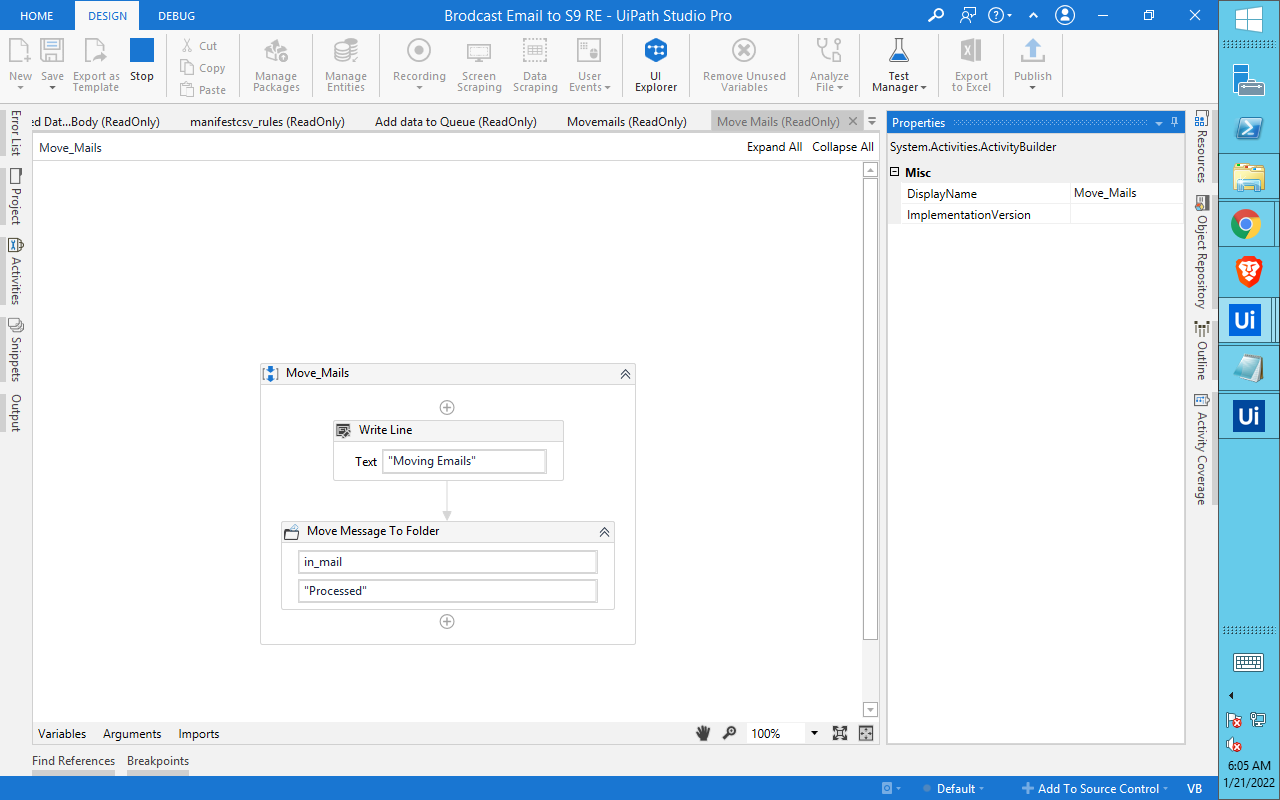 HOME
DESIGN
DEBUG
Brodcast Email to S9 RE - UiPath Studio Pro
New
Save
Export as Template
Stop
Cut
Copy
Paste
Manage Packages
Manage Entities
Recording
Screen Scraping
Data Scraping
User Events
UI Explorer
Remove Unused Variables
Analyze File
Test Manager
Export to Excel
Publish
Error List
Project
Activities
Snippets
Output
ed Dat...Body (ReadOnly)
manifestcsv_rules (ReadOnly)
Add data to Queue (ReadOnly)
Movemails (ReadOnly)
Move Mails (ReadOnly)
Move_Mails
Expand All
Collapse All
Move_Mails
Write Line
Text
"Moving Emails"
Move Message To Folder
in_mail
"Processed"
Variables
Arguments
Imports
100%
Properties
System.Activities.ActivityBuilder
Misc
DisplayName
Move_Mails
ImplementationVersion
Resources
Object Repository
Outline
Activity Coverage
Find References
Breakpoints
Default
Add To Source Control
VB
Ui
Ui
6:05 AM
1/21/2022